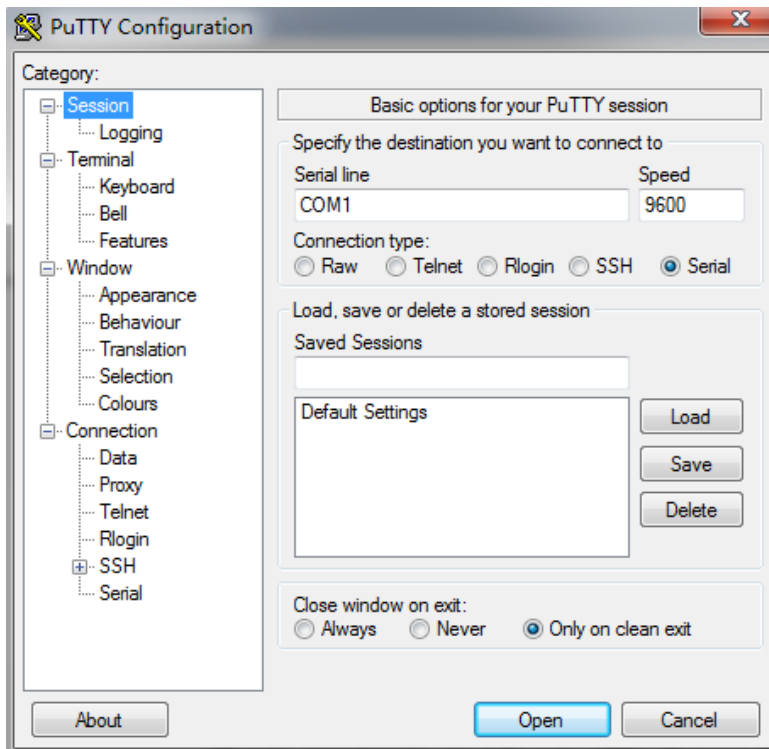 PuTTY Configuration
Category:
Session
Logging
Terminal
Keyboard
Bell
Features
Window
Appearance
Behaviour
Translation
Selection
Colours
Connection
Data
Proxy
Telnet
Rlogin
SSH
Serial
Basic options for your PuTTY session
Specify the destination you want to connect to
Serial line Speed
COM1 9600
Connection type:
Raw Telnet Rlogin SSH Serial
Load, save or delete a stored session
Saved Sessions
Default Settings
Load
Save
Delete
Close window on exit:
Always Never Only on clean exit
About Open Cancel